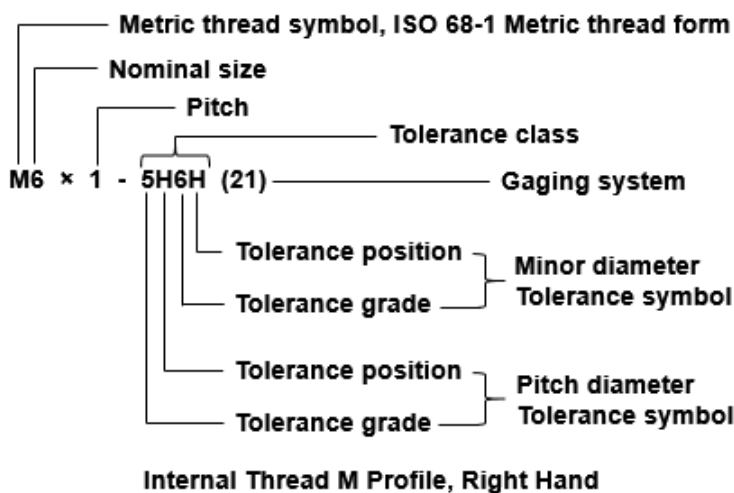 Metric thread symbol, ISO 68-1 Metric thread form
Nominal size
Pitch
Tolerance class
M6 × 1 - 5H6H (21)
Gaging system
Tolerance position
Tolerance grade
Minor diameter
Tolerance symbol
Tolerance position
Tolerance grade
Pitch diameter
Tolerance symbol
Internal Thread M Profile, Right Hand